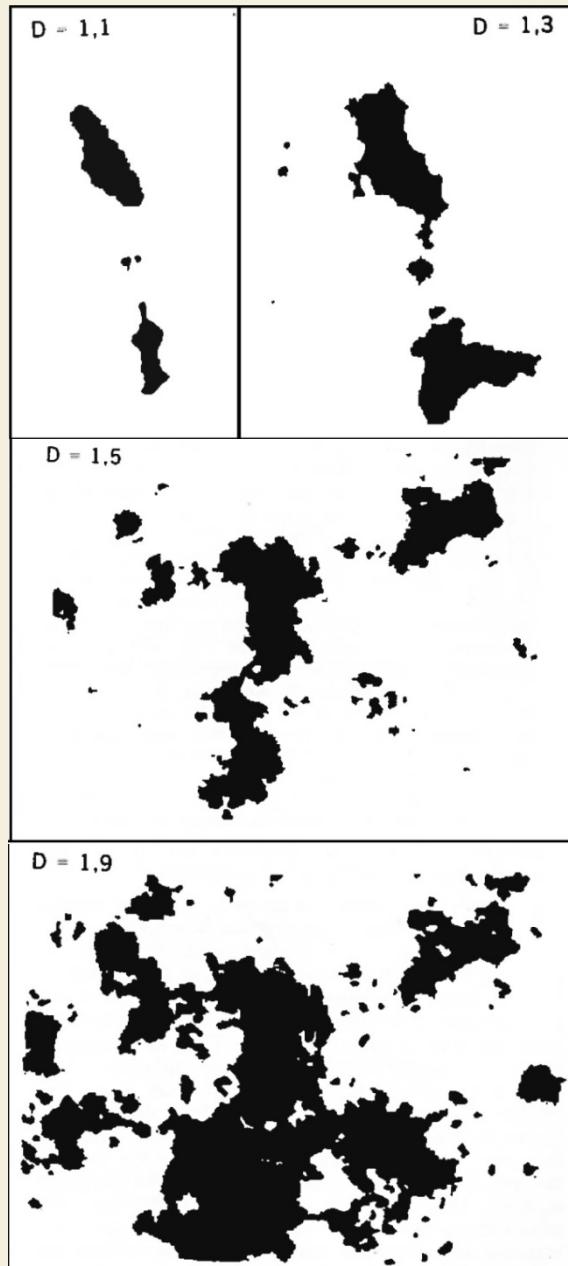 D = 1,1
D = 1,3
D = 1,5
D = 1,9